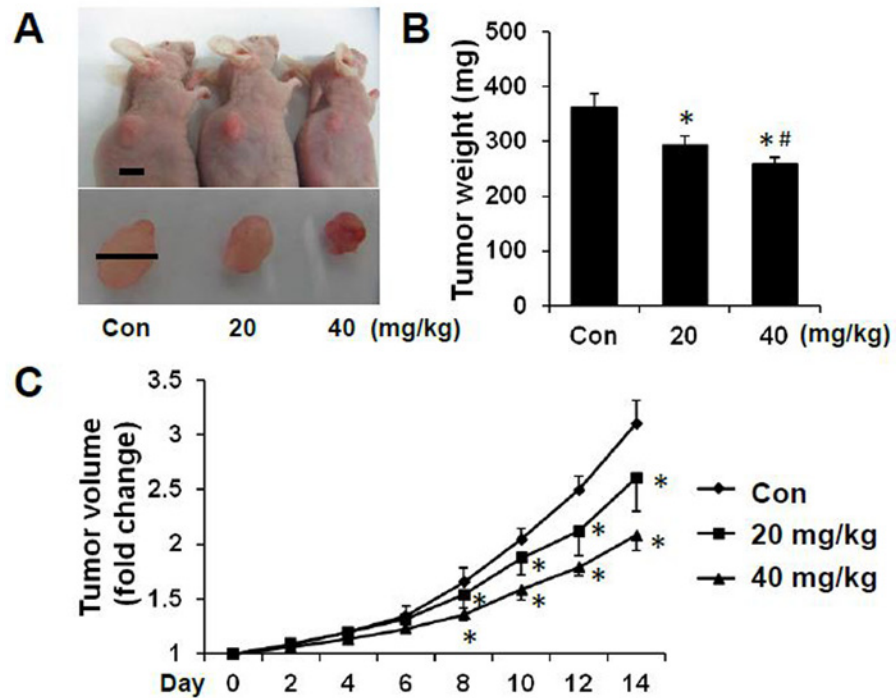 A
Con 20 40 (mg/kg)
B
Tumor weight (mg)
500
400
300
200
100
0
*
* #
Con 20 40 (mg/kg)
C
Tumor volume
(fold change)
3.5
3
2.5
2
1.5
1
* * * *
* * * *
Day 0 2 4 6 8 10 12 14
Con
20 mg/kg
40 mg/kg